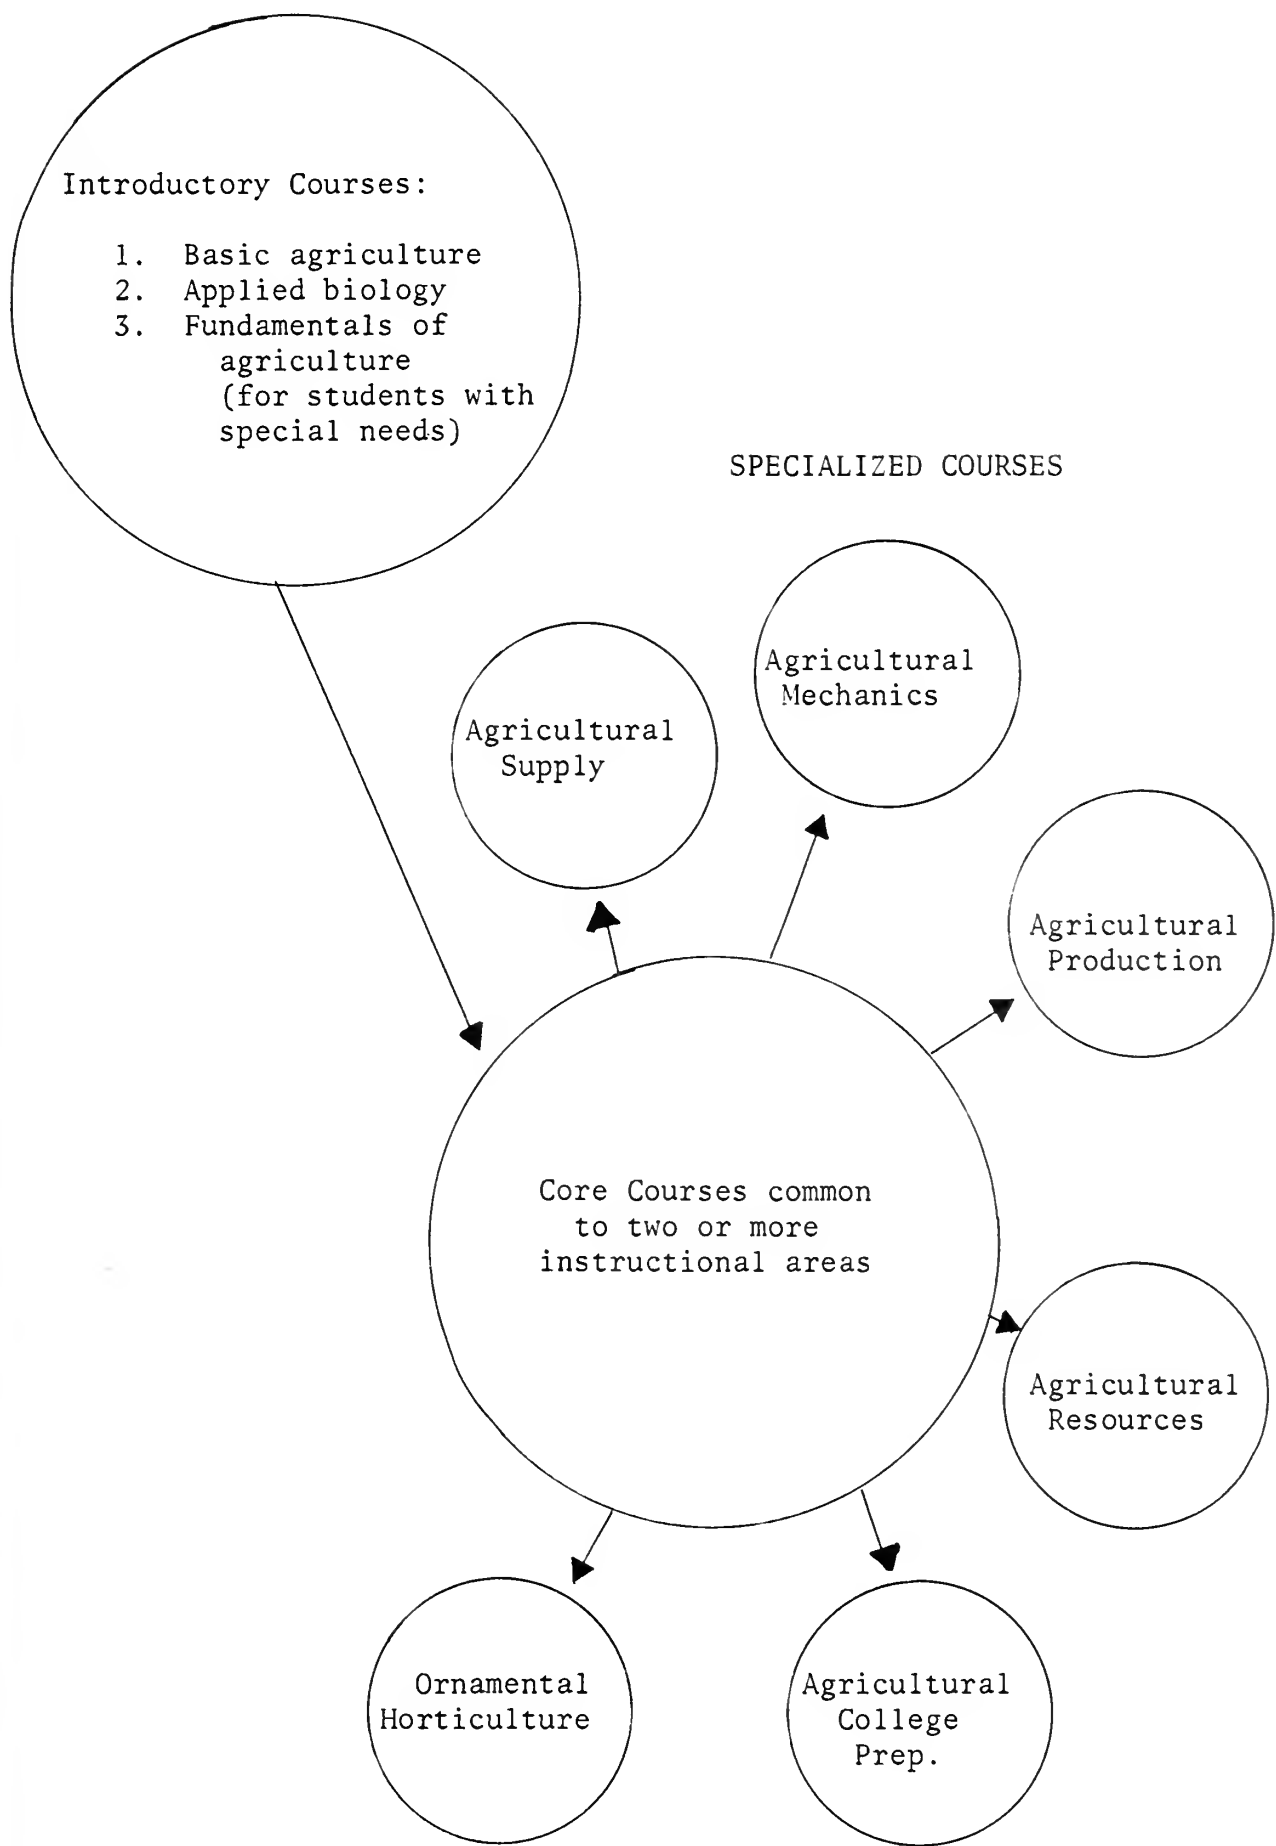 Introductory Courses:
1. Basic agriculture
2. Applied biology
3. Fundamentals of
agriculture
(for students with
special needs)
SPECIALIZED COURSES
Agricultural
Mechanics
Agricultural
Supply
Agricultural
Production
Core Courses common
to two or more
instructional areas
Agricultural
Resources
Ornamental
Horticulture
Agricultural
College
Prep.